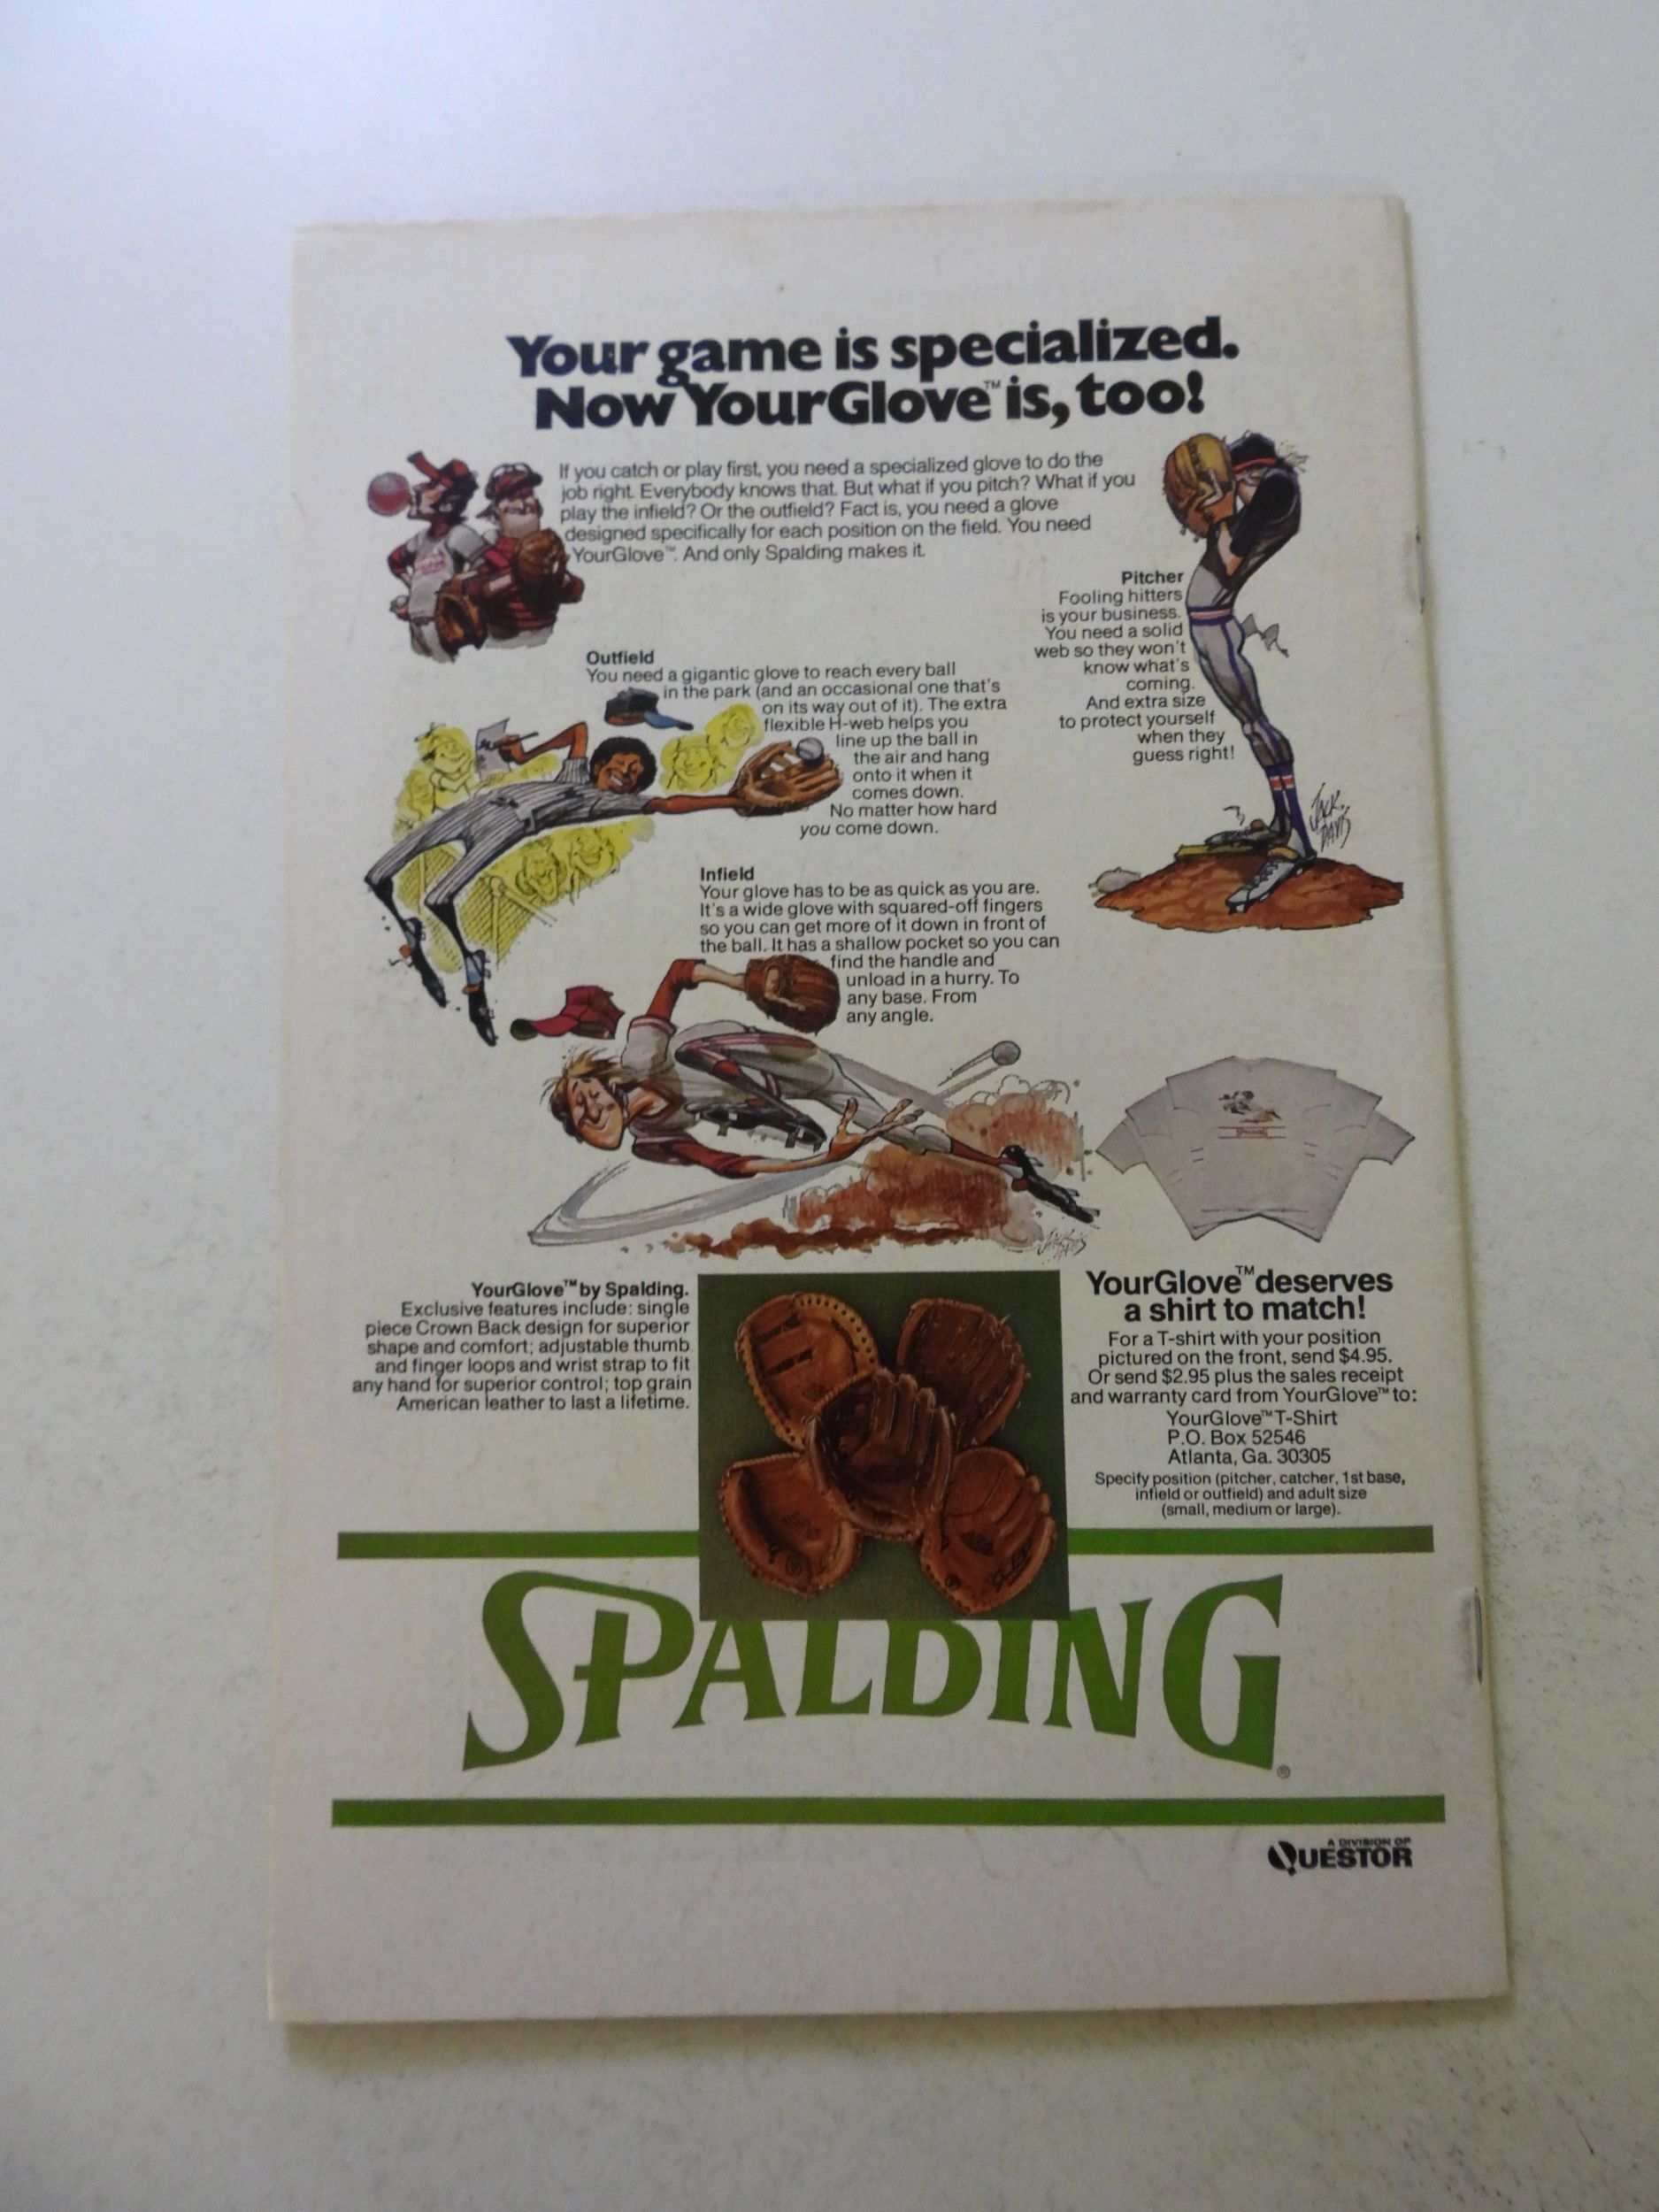 Your game is specialized.
Now YourGlove™ is, too!
If you catch or play first, you need a specialized glove to do the
job right. Everybody knows that. But what if you pitch? What if you
play the infield? Or the outfield? Fact is, you need a glove
designed specifically for each position on the field. You need
YourGlove™. And only Spalding makes it.
Pitcher
Fooling hitters
is your business.
You need a solid
web so they won't
know what's
coming.
And extra size
to protect yourself
when they
guess right!
JACK
DAVIS
Outfield
You need a gigantic glove to reach every ball
in the park (and an occasional one that's
on its way out of it). The extra
flexible H-web helps you
line up the ball in
the air and hang
onto it when it
comes down.
No matter how hard
you come down.
Infield
Your glove has to be as quick as you are.
It's a wide glove with squared-off fingers
so you can get more of it down in front of
the ball. It has a shallow pocket so you can
find the handle and
unload in a hurry. To
any base. From
any angle.
JACK
DAVIS
Spalding
YourGlove™ by Spalding.
Exclusive features include: single
piece Crown Back design for superior
shape and comfort; adjustable thumb
and finger loops and wrist strap to fit
any hand for superior control; top grain
American leather to last a lifetime.
YourGlove™ deserves
a shirt to match!
For a T-shirt with your position
pictured on the front, send $4.95.
Or send $2.95 plus the sales receipt
and warranty card from YourGlove™ to:
YourGlove™ T-Shirt
P.O. Box 52546
Atlanta, Ga. 30305
Specify position (pitcher, catcher, 1st base,
infield or outfield) and adult size
(small, medium or large).
SPALDING®
A DIVISION OF
QUESTOR